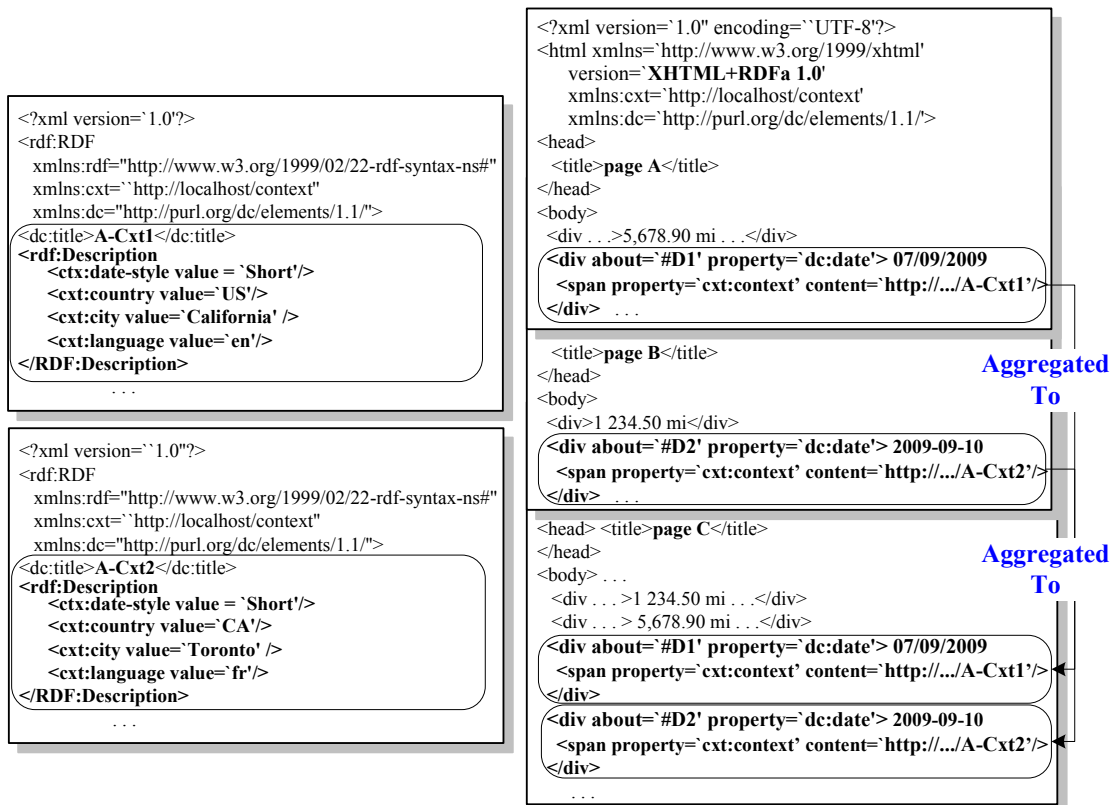 <?xml version=`1.0'?>
<rdf:RDF
xmlns:rdf="http://www.w3.org/1999/02/22-rdf-syntax-ns#"
xmlns:cxt=``http://localhost/context"
xmlns:dc="http://purl.org/dc/elements/1.1/">
<dc:title>A-Cxt1</dc:title>
<rdf:Description
<ctx:date-style value = `Short'/>
<cxt:country value=`US'/>
<cxt:city value=`California' />
<cxt:language value=`en'/>
</RDF:Description>
. . .
<?xml version=``1.0"?>
<rdf:RDF
xmlns:rdf="http://www.w3.org/1999/02/22-rdf-syntax-ns#"
xmlns:cxt=``http://localhost/context"
xmlns:dc="http://purl.org/dc/elements/1.1/">
<dc:title>A-Cxt2</dc:title>
<rdf:Description
<ctx:date-style value = `Short'/>
<cxt:country value=`CA'/>
<cxt:city value=`Toronto' />
<cxt:language value=`fr'/>
</RDF:Description>
. . .
<?xml version=`1.0" encoding=``UTF-8'?>
<html xmlns=`http://www.w3.org/1999/xhtml'
version=`XHTML+RDFa 1.0'
xmlns:cxt=`http://localhost/context'
xmlns:dc=`http://purl.org/dc/elements/1.1/'>
<head>
<title>page A</title>
</head>
<body>
<div . . .>5,678.90 mi . . .</div>
<div about=`#D1' property=`dc:date'> 07/09/2009
<span property=`cxt:context’ content=`http://.../A-Cxt1’/>
</div> . . .
<title>page B</title>
</head>
<body>
<div>1 234.50 mi</div>
<div about=`#D2' property=`dc:date'> 2009-09-10
<span property=`cxt:context’ content=`http://.../A-Cxt2’/>
</div> . . .
<head> <title>page C</title>
</head>
<body> . . .
<div . . . >1 234.50 mi . . .</div>
<div . . . > 5,678.90 mi . . .</div>
<div about=`#D1' property=`dc:date'> 07/09/2009
<span property=`cxt:context’ content=`http://.../A-Cxt1’/>
</div>
<div about=`#D2' property=`dc:date'> 2009-09-10
<span property=`cxt:context’ content=`http://.../A-Cxt2’/>
</div>
. . .
Aggregated
To
Aggregated
To